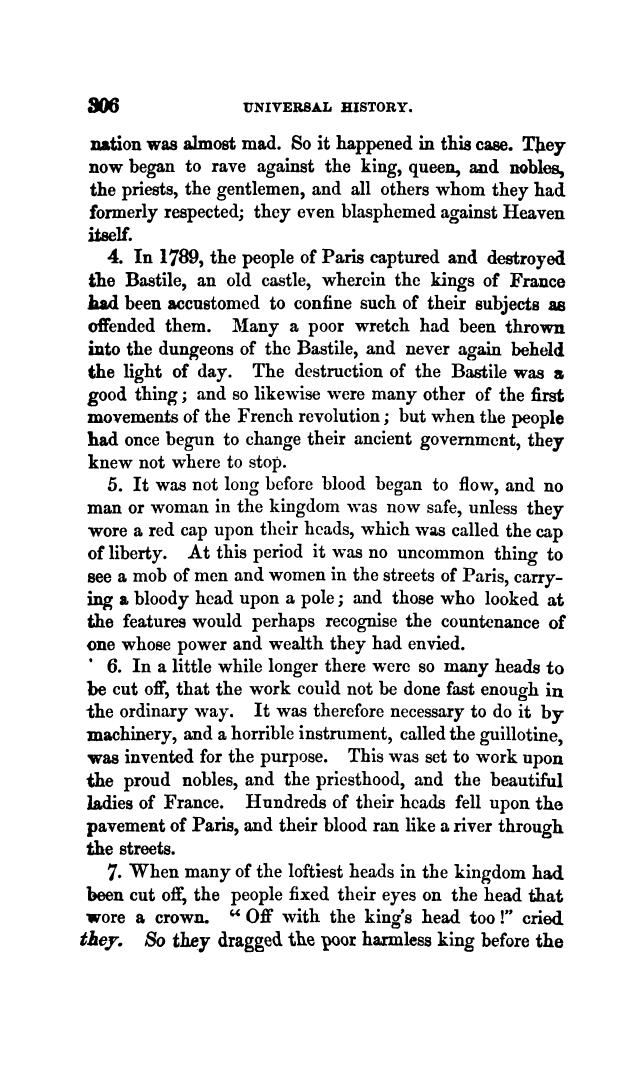 306 UNIVERSAL HISTORY.
nation was almost mad. So it happened in this case. They
now began to rave against the king, queen, and nobles,
the priests, the gentlemen, and all others whom they had
formerly respected; they even blasphemed against Heaven
itself.
4. In 1789, the people of Paris captured and destroyed
the Bastile, an old castle, wherein the kings of France
had been accustomed to confine such of their subjects as
offended them. Many a poor wretch had been thrown
into the dungeons of the Bastile, and never again beheld
the light of day. The destruction of the Bastile was a
good thing; and so likewise were many other of the first
movements of the French revolution; but when the people
had once begun to change their ancient government, they
knew not where to stop.
5. It was not long before blood began to flow, and no
man or woman in the kingdom was now safe, unless they
wore a red cap upon their heads, which was called the cap
of liberty. At this period it was no uncommon thing to
see a mob of men and women in the streets of Paris, carry-
ing a bloody head upon a pole; and those who looked at
the features would perhaps recognise the countenance of
one whose power and wealth they had envied.
6. In a little while longer there were so many heads to
be cut off, that the work could not be done fast enough in
the ordinary way. It was therefore necessary to do it by
machinery, and a horrible instrument, called the guillotine,
was invented for the purpose. This was set to work upon
the proud nobles, and the priesthood, and the beautiful
ladies of France. Hundreds of their heads fell upon the
pavement of Paris, and their blood ran like a river through
the streets.
7. When many of the loftiest heads in the kingdom had
been cut off, the people fixed their eyes on the head that
wore a crown. "Off with the king's head too!" cried
they. So they dragged the poor harmless king before the